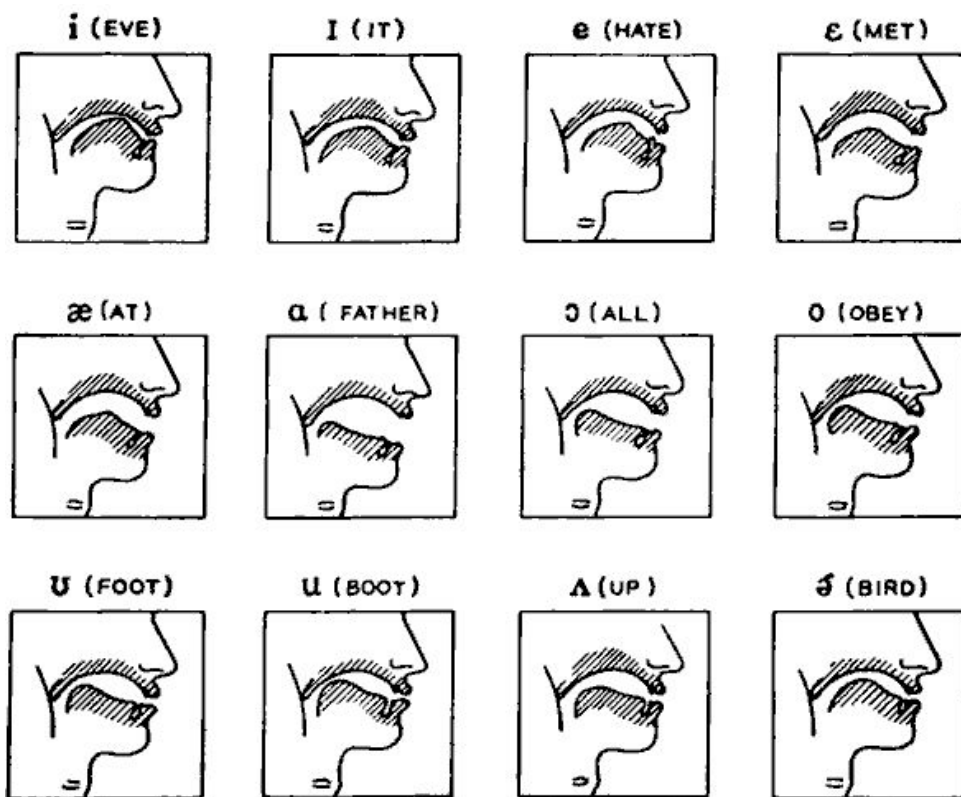 i (EVE) I (IT) e (HATE) ɛ (MET)
æ (AT) ɑ (FATHER) ɔ (ALL) o (OBEY)
ʊ (FOOT) u (BOOT) ʌ (UP) ɝ (BIRD)